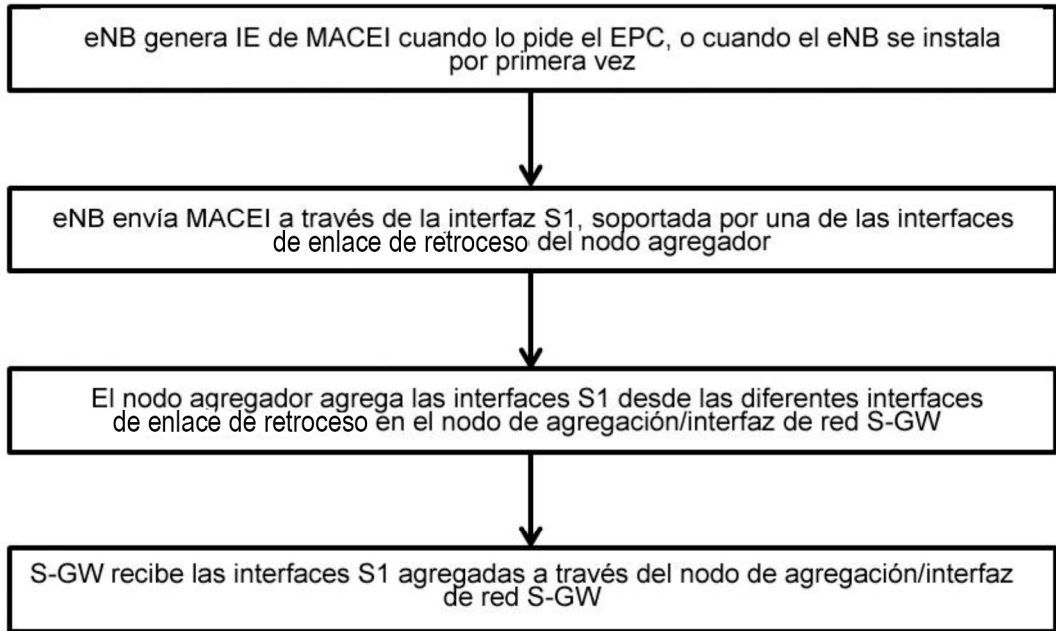 eNB genera IE de MACEI cuando lo pide el EPC, o cuando el eNB se instala
por primera vez
eNB envía MACEI a través de la interfaz S1, soportada por una de las interfaces
de enlace de retroceso del nodo agregador
El nodo agregador agrega las interfaces S1 desde las diferentes interfaces
de enlace de retroceso en el nodo de agregación/interfaz de red S-GW
S-GW recibe las interfaces S1 agregadas a través del nodo de agregación/interfaz
de red S-GW